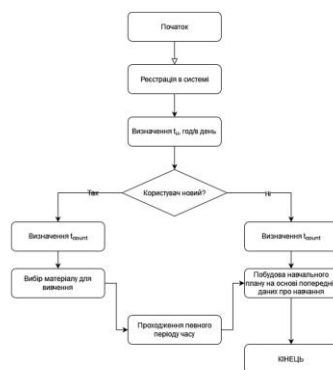 Початок
Реєстрація в системі
Визначення
год/в день
Користувач новий?
Так
Ні
Визначення t
Визначення t
Вибір матеріалу для
вивчення
Побудова навчального
плану на основі попередніх
даних про навчання
Проходження певного
періоду часу
КІНЕЦЬ